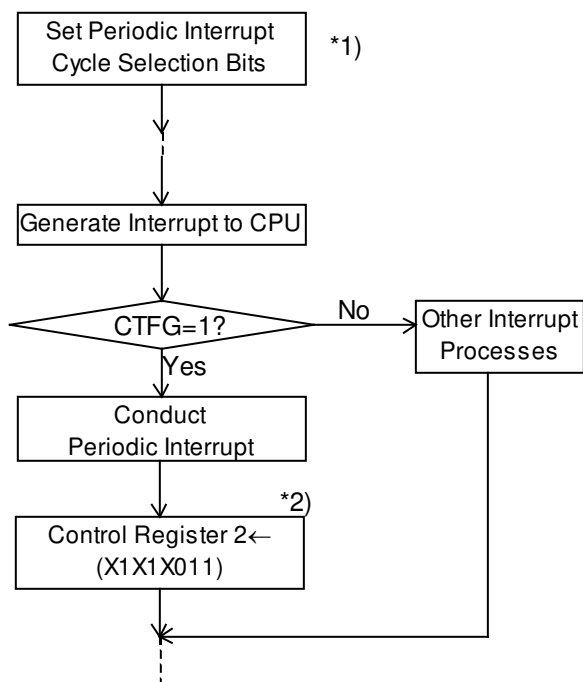 Set Periodic Interrupt
Cycle Selection Bits
*1)
Generate Interrupt to CPU
CTFG=1?
No
Other Interrupt
Processes
Yes
Conduct
Periodic Interrupt
*2)
Control Register 2←
(X1X1X011)